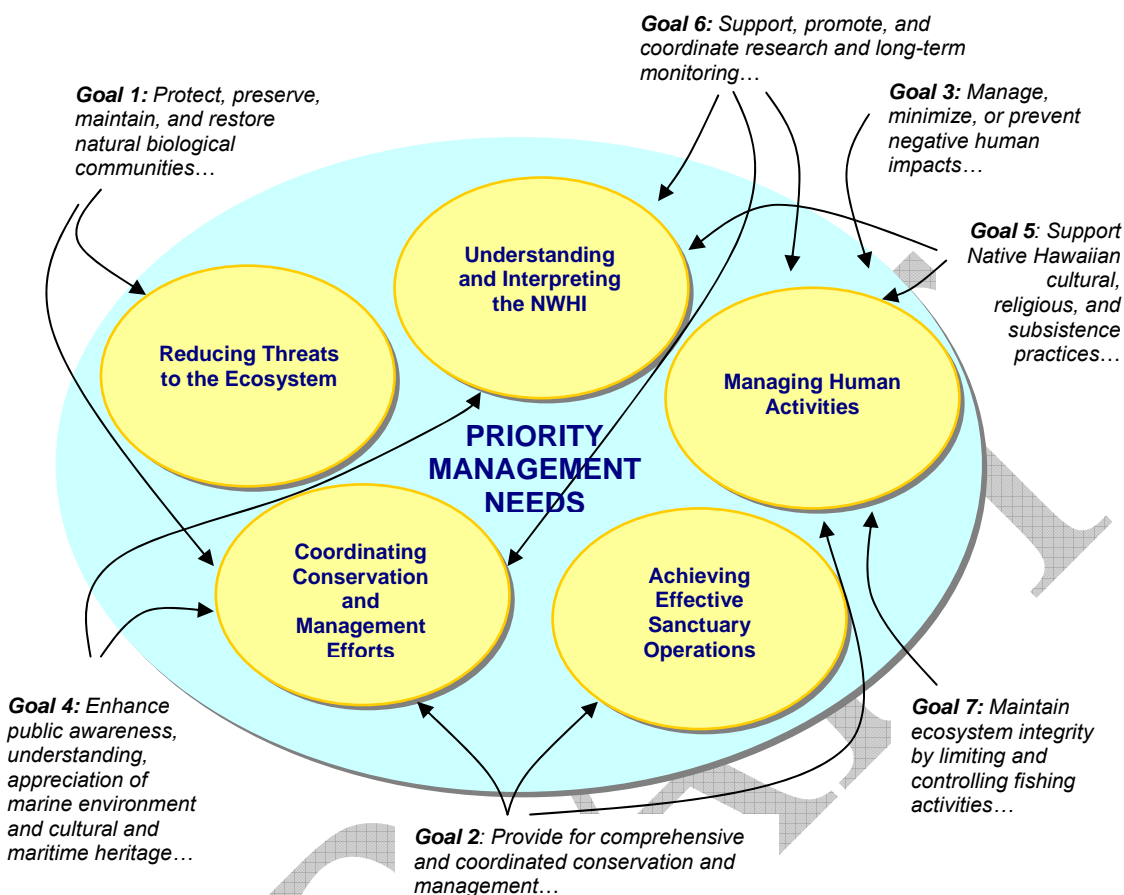 Goal 6: Support, promote, and
coordinate research and long-term
monitoring…
Goal 1: Protect, preserve,
maintain, and restore
natural biological
communities…
Goal 3: Manage,
minimize, or prevent
negative human
impacts…
Goal 5: Support
Native Hawaiian
cultural,
religious, and
subsistence
practices…
Understanding
and Interpreting
the NWHI
Reducing Threats
to the Ecosystem
Managing Human
Activities
PRIORITY
MANAGEMENT
NEEDS
Coordinating
Conservation
and
Management
Efforts
Achieving
Effective
Sanctuary
Operations
Goal 4: Enhance
public awareness,
understanding,
appreciation of
marine environment
and cultural and
maritime heritage…
Goal 7: Maintain
ecosystem integrity
by limiting and
controlling fishing
activities…
Goal 2: Provide for comprehensive
and coordinated conservation and
management…